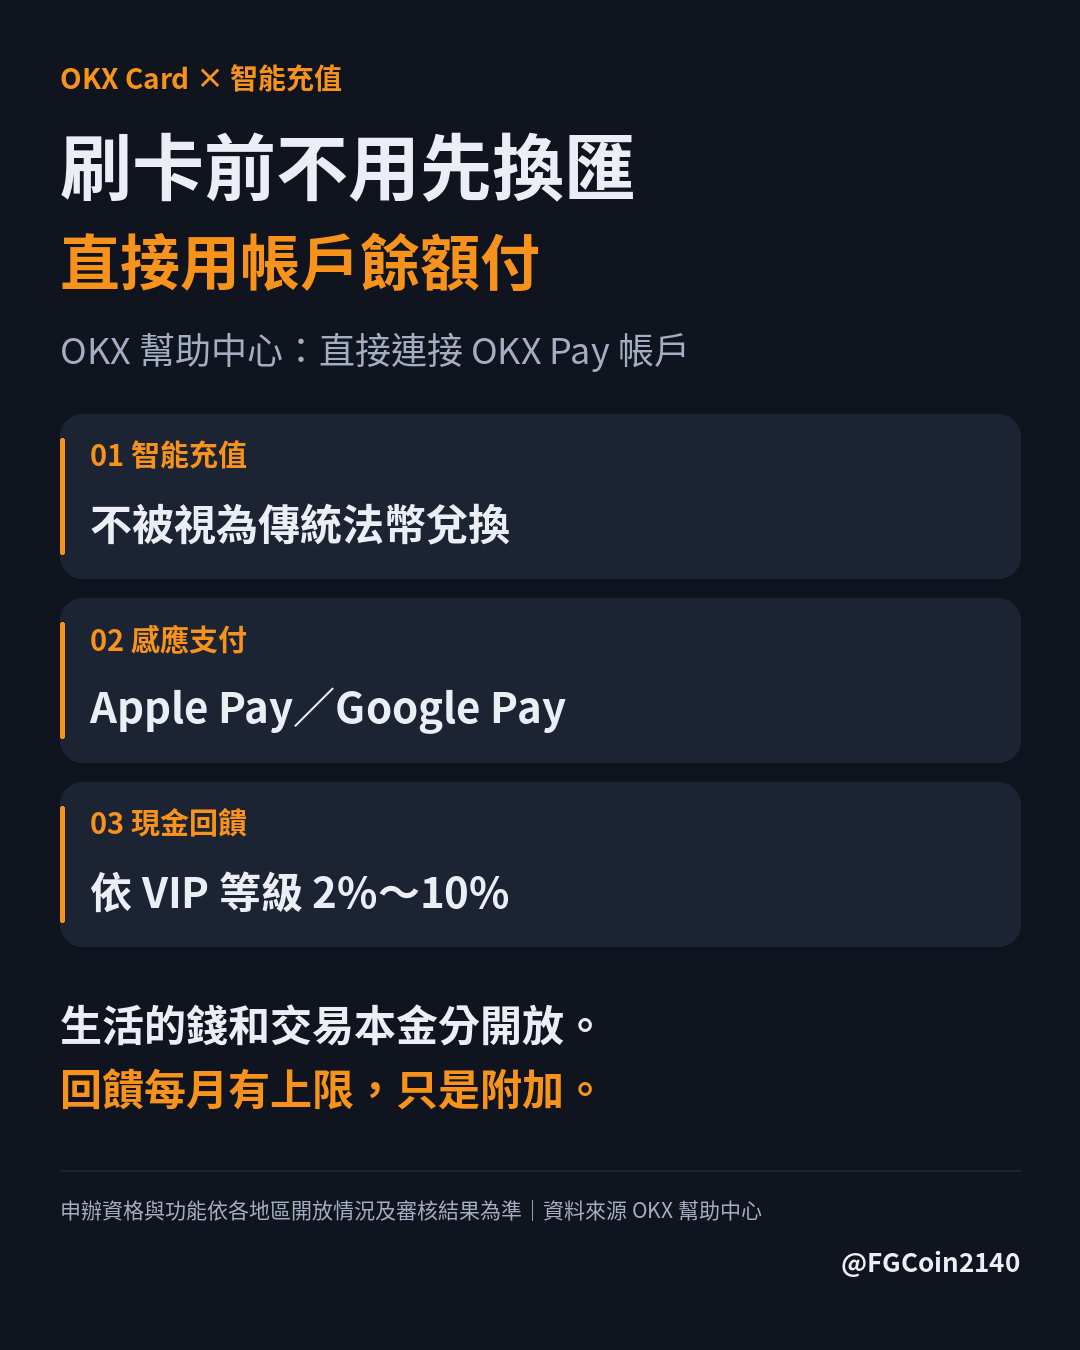 OKX Card × 智能充值
刷卡前不用先換匯
直接用帳戶餘額付
OKX 幫助中心：直接連接 OKX Pay 帳戶
01 智能充值
不被視為傳統法幣兌換
02 感應支付
Apple Pay／Google Pay
03 現金回饋
依 VIP 等級 2%～10%
生活的錢和交易本金分開放。
回饋每月有上限，只是附加。
申辦資格與功能依各地區開放情況及審核結果為準｜資料來源 OKX 幫助中心
@FGCoin2140